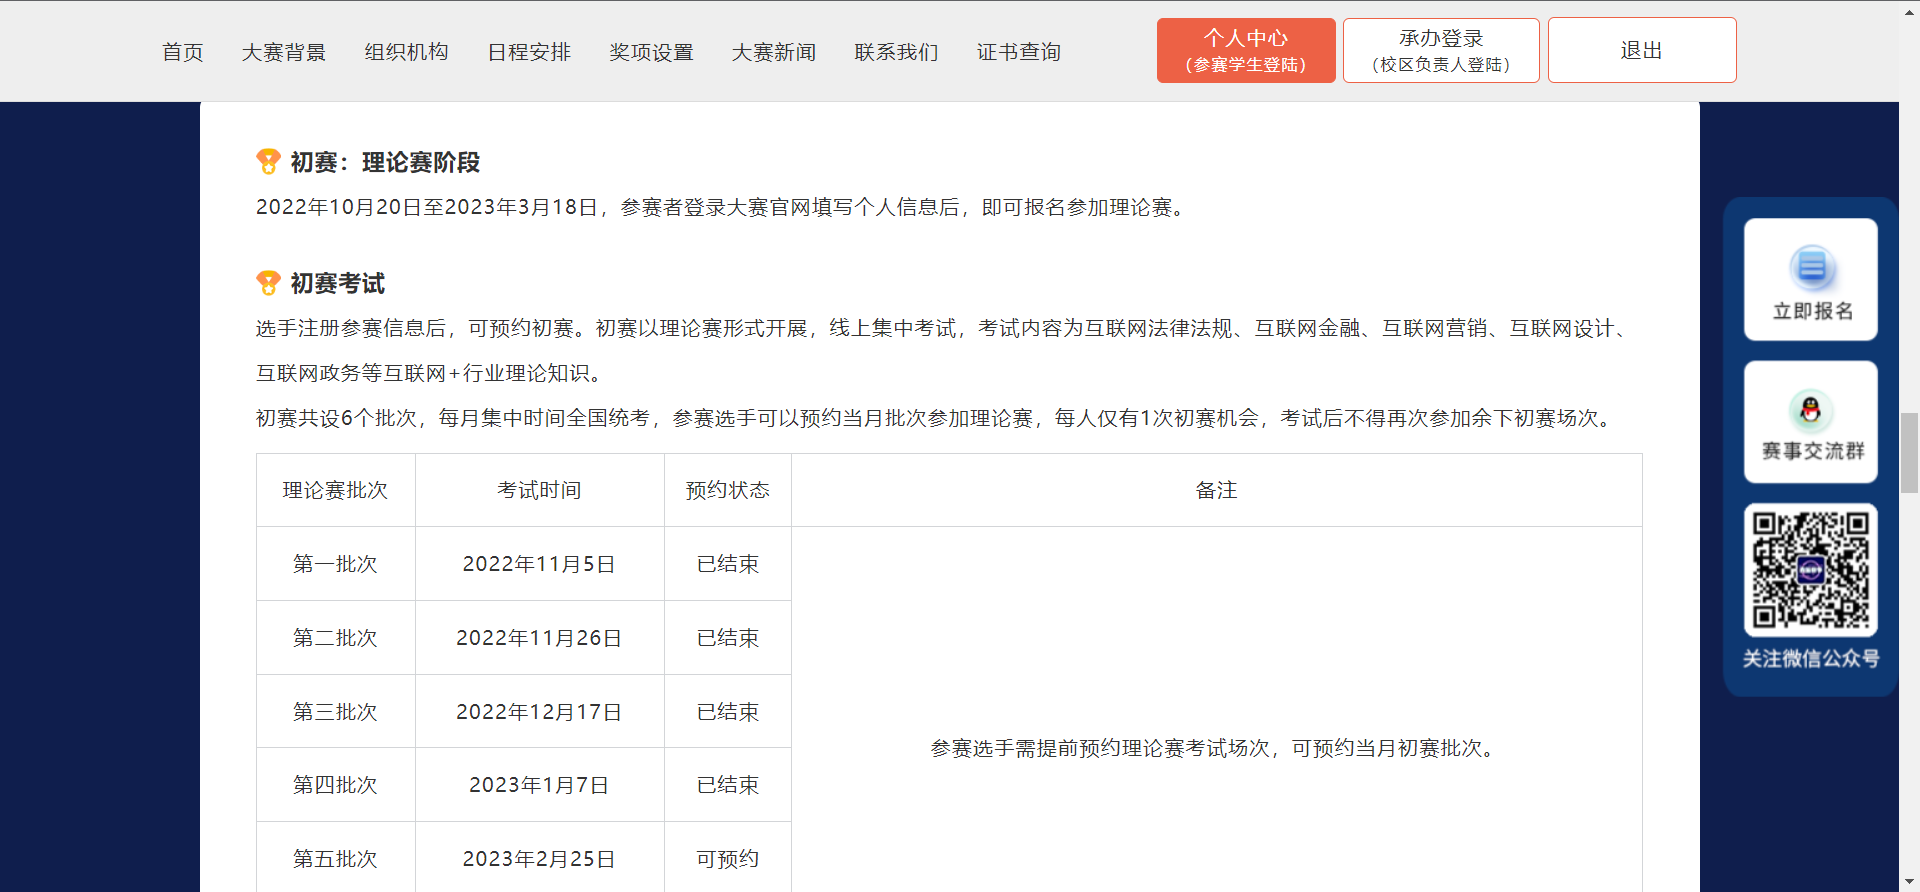 首页 大赛背景 组织机构 日程安排 奖项设置 大赛新闻 联系我们 证书查询
个人中心
（参赛学生登陆）
承办登录
（校区负责人登陆）
退出
初赛：理论赛阶段
2022年10月20日至2023年3月18日，参赛者登录大赛官网填写个人信息后，即可报名参加理论赛。
初赛考试
选手注册参赛信息后，可预约初赛。初赛以理论赛形式开展，线上集中考试，考试内容为互联网法律法规、互联网金融、互联网营销、互联网设计、
互联网政务等互联网+行业理论知识。
初赛共设6个批次，每月集中时间全国统考，参赛选手可以预约当月批次参加理论赛，每人仅有1次初赛机会，考试后不得再次参加余下初赛场次。
理论赛批次 考试时间 预约状态 备注
第一批次 2022年11月5日 已结束
第二批次 2022年11月26日 已结束
第三批次 2022年12月17日 已结束
参赛选手需提前预约理论赛考试场次，可预约当月初赛批次。
第四批次 2023年1月7日 已结束
第五批次 2023年2月25日 可预约
立即报名
赛事交流群
关注微信公众号